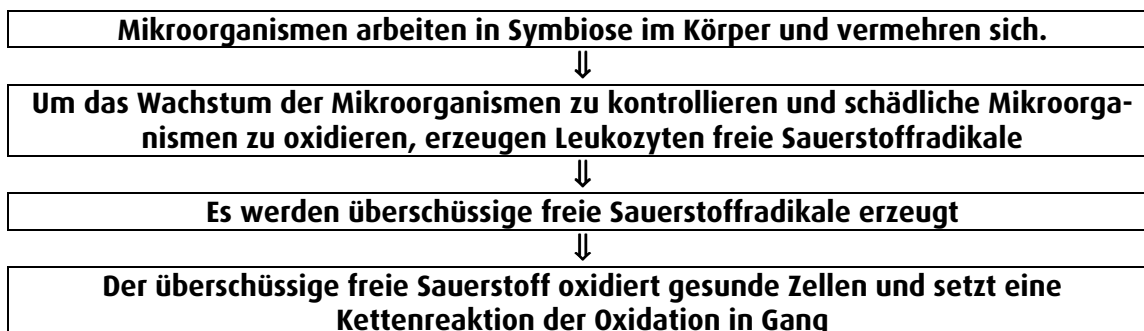 Mikroorganismen arbeiten in Symbiose im Körper und vermehren sich.
⇓
Um das Wachstum der Mikroorganismen zu kontrollieren und schädliche Mikroorga-
nismen zu oxidieren, erzeugen Leukozyten freie Sauerstoffradikale
⇓
Es werden überschüssige freie Sauerstoffradikale erzeugt
⇓
Der überschüssige freie Sauerstoff oxidiert gesunde Zellen und setzt eine
Kettenreaktion der Oxidation in Gang